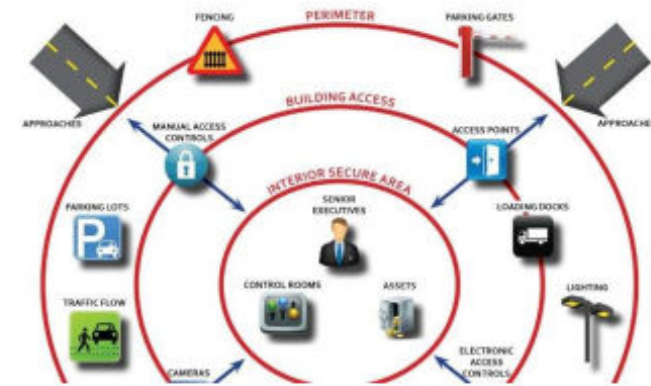 FENCING
PERIMETER
PARKING GATES
APPROACHES
MANUAL ACCESS
CONTROLS
BUILDING ACCESS
ACCESS POINTS
APPROACHE
INTERIOR SECURE AREA
PARKING LOTS
P
SENIOR
EXECUTIVES
LOADING DOCKS
TRAFFIC FLOW
CONTROL ROOMS
ASSETS
LIGHTING
CAMERAS
ELECTRONIC
ACCESS
CONTROLS